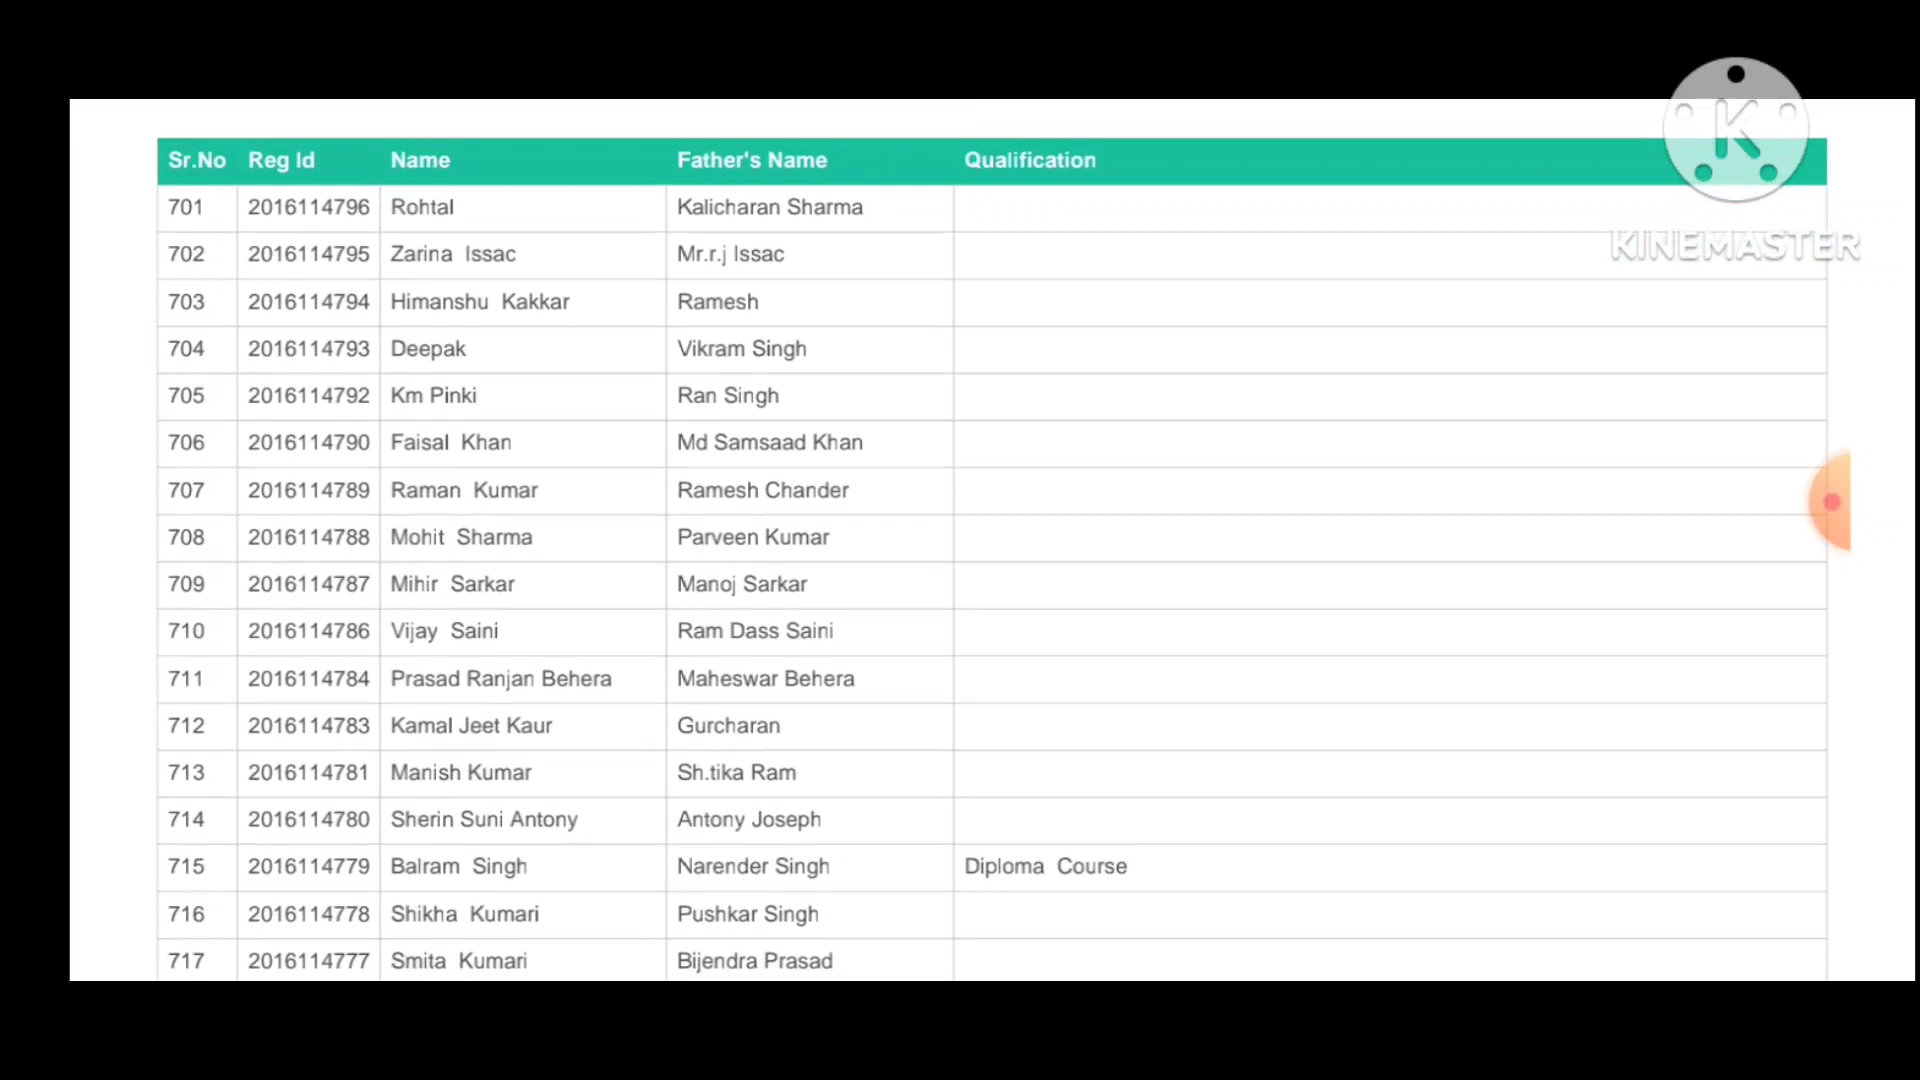 Sr.No Reg Id Name Father's Name Qualification
701 2016114796 Rohtal Kalicharan Sharma
702 2016114795 Zarina Issac Mr.r.j Issac
703 2016114794 Himanshu Kakkar Ramesh
704 2016114793 Deepak Vikram Singh
705 2016114792 Km Pinki Ran Singh
706 2016114790 Faisal Khan Md Samsaad Khan
707 2016114789 Raman Kumar Ramesh Chander
708 2016114788 Mohit Sharma Parveen Kumar
709 2016114787 Mihir Sarkar Manoj Sarkar
710 2016114786 Vijay Saini Ram Dass Saini
711 2016114784 Prasad Ranjan Behera Maheswar Behera
712 2016114783 Kamal Jeet Kaur Gurcharan
713 2016114781 Manish Kumar Sh.tika Ram
714 2016114780 Sherin Suni Antony Antony Joseph
715 2016114779 Balram Singh Narender Singh Diploma Course
716 2016114778 Shikha Kumari Pushkar Singh
717 2016114777 Smita Kumari Bijendra Prasad
K
KINEMASTER